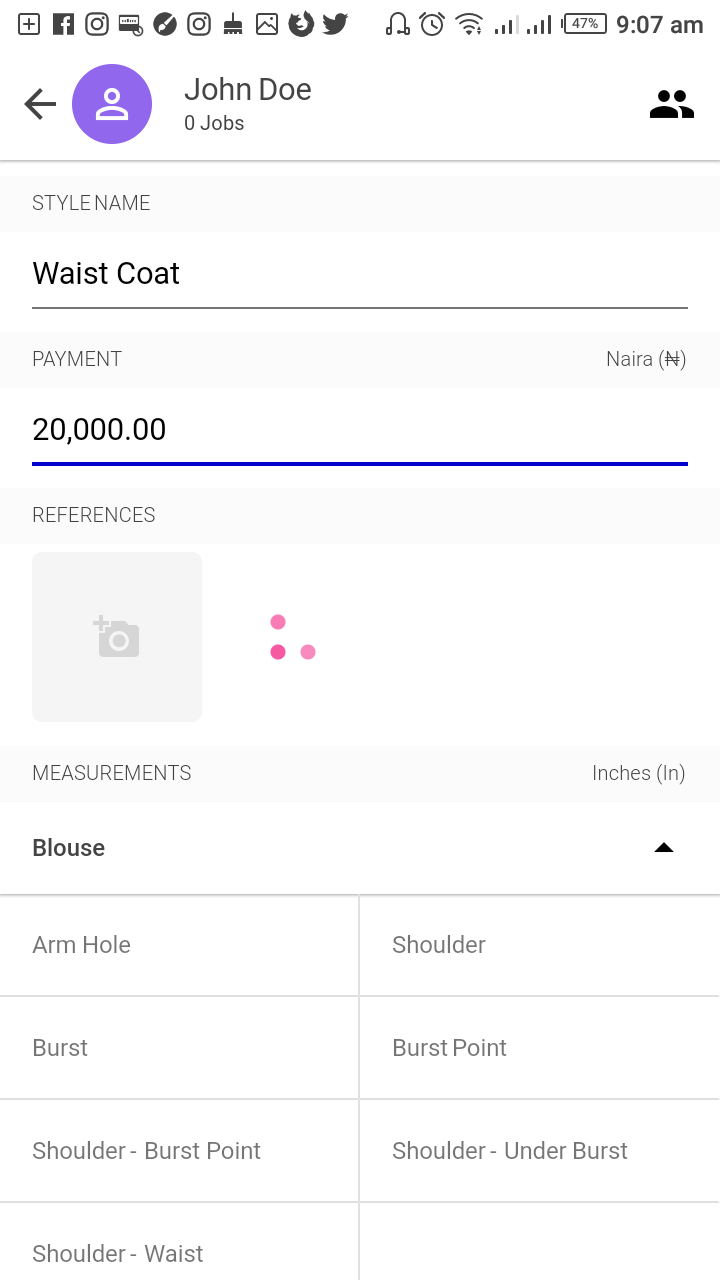 47% 9:07 am
John Doe
0 Jobs
STYLE NAME
Waist Coat
PAYMENT Naira (₦)
20,000.00
REFERENCES
MEASUREMENTS Inches (In)
Blouse
Arm Hole Shoulder
Burst Burst Point
Shoulder - Burst Point Shoulder - Under Burst
Shoulder - Waist